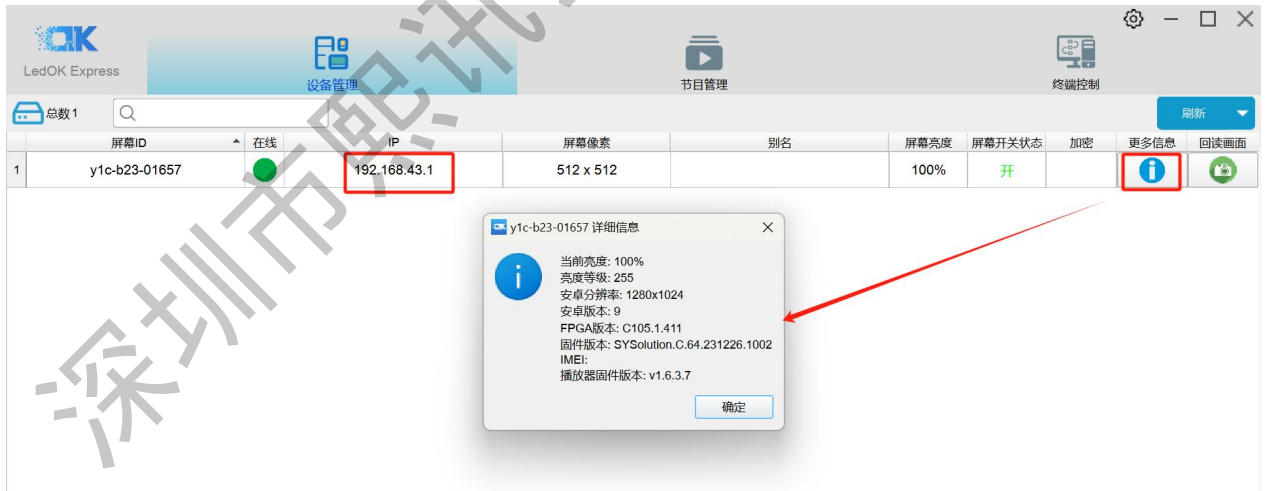 LedOK Express
设备管理
节目管理
终端控制
总数1
刷新
屏幕ID 在线 IP 屏幕像素 别名 屏幕亮度 屏幕开关状态 加密 更多信息 回读画面
1 y1c-b23-01657 192.168.43.1 512 x 512 100% 开
y1c-b23-01657 详细信息
当前亮度: 100%
亮度等级: 255
安卓分辨率: 1280x1024
安卓版本: 9
FPGA版本: C105.1.411
固件版本: SYSolution.C.64.231226.1002
IMEI:
播放器固件版本: v1.6.3.7
确定
深圳市熙讯